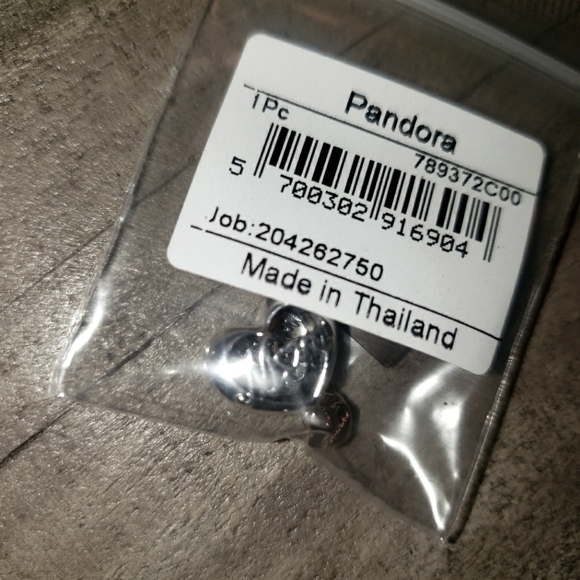 Pandora
1Pc
789372C00
5 700302 916904
Job:204262750
Made in Thailand